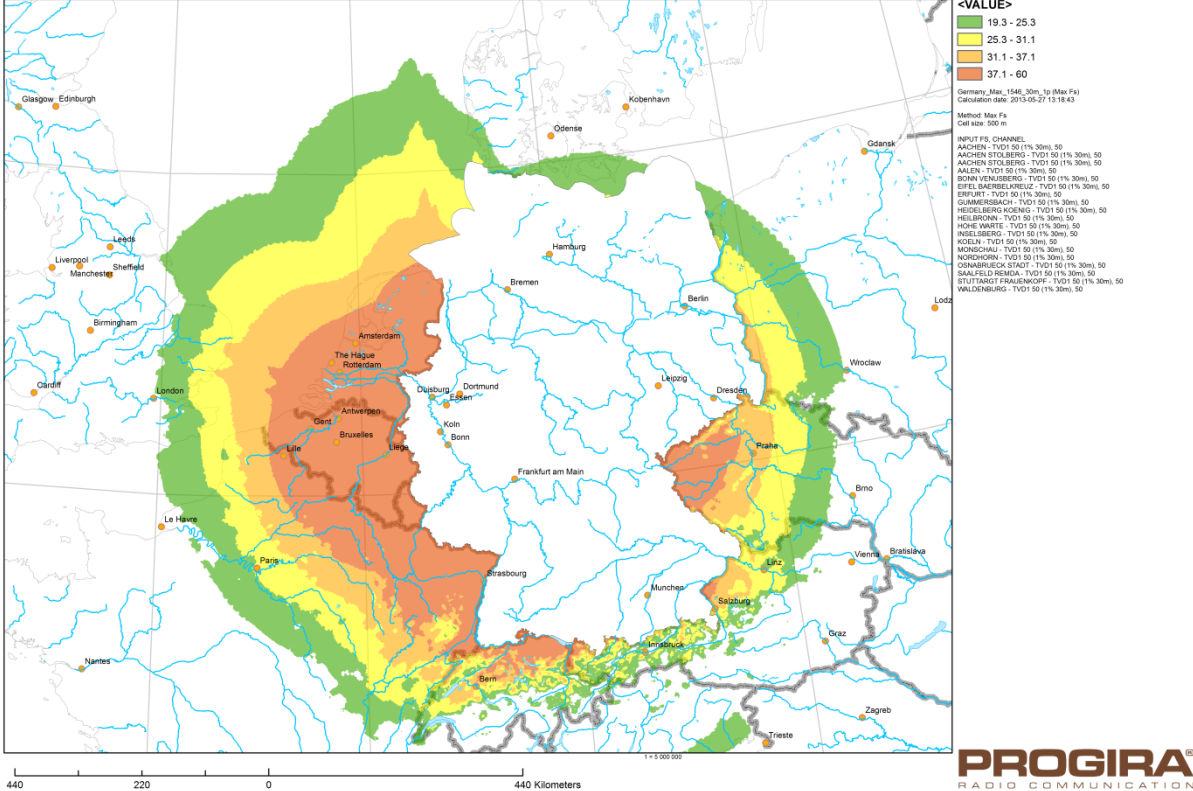 <VALUE>
19.3 - 25.3
25.3 - 31.1
31.1 - 37.1
37.1 - 60
Germany_Max_1546_30m_1p (Max Fs)
Calculation date: 2013-05-27 13:18:43
Method: Max Fs
Cell size: 500 m
INPUT FS, CHANNEL
AACHEN - TVD1 50 (1% 30m), 50
AACHEN STOLBERG - TVD1 50 (1% 30m), 50
AACHEN STOLBERG - TVD1 50 (1% 30m), 50
AALEN - TVD1 50 (1% 30m), 50
BONN VENUSBERG - TVD1 50 (1% 30m), 50
EIFEL BAERBELKREUZ - TVD1 50 (1% 30m), 50
ERFURT - TVD1 50 (1% 30m), 50
GUMMERSBACH - TVD1 50 (1% 30m), 50
HEIDELBERG KOENIG - TVD1 50 (1% 30m), 50
HEILBRONN - TVD1 50 (1% 30m), 50
HOHE WARTE - TVD1 50 (1% 30m), 50
INSELSBERG - TVD1 50 (1% 30m), 50
KOELN - TVD1 50 (1% 30m), 50
MONSCHAU - TVD1 50 (1% 30m), 50
NORDHORN - TVD1 50 (1% 30m), 50
OSNABRUECK STADT - TVD1 50 (1% 30m), 50
SAALFELD REMDA - TVD1 50 (1% 30m), 50
STUTTARGT FRAUENKOPF - TVD1 50 (1% 30m), 50
WALDENBURG - TVD1 50 (1% 30m), 50
Glasgow
Edinburgh
Kobenhavn
Odense
Gdansk
Leeds
Liverpool
Manchester
Sheffield
Hamburg
Bremen
Berlin
Lodz
Birmingham
Amsterdam
The Hague
Rotterdam
Wroclaw
Cardiff
London
Duisburg
Dortmund
Essen
Leipzig
Dresden
Antwerpen
Gent
Bruxelles
Koln
Bonn
Lille
Liege
Praha
Frankfurt am Main
Brno
Le Havre
Paris
Strasbourg
Linz
Vienna
Bratislava
Munchen
Salzburg
Innsbruck
Graz
Nantes
Bern
Zagreb
Trieste
1 = 5 000 000
440
220
0
440 Kilometers
PROGIRA®
RADIO COMMUNICATION